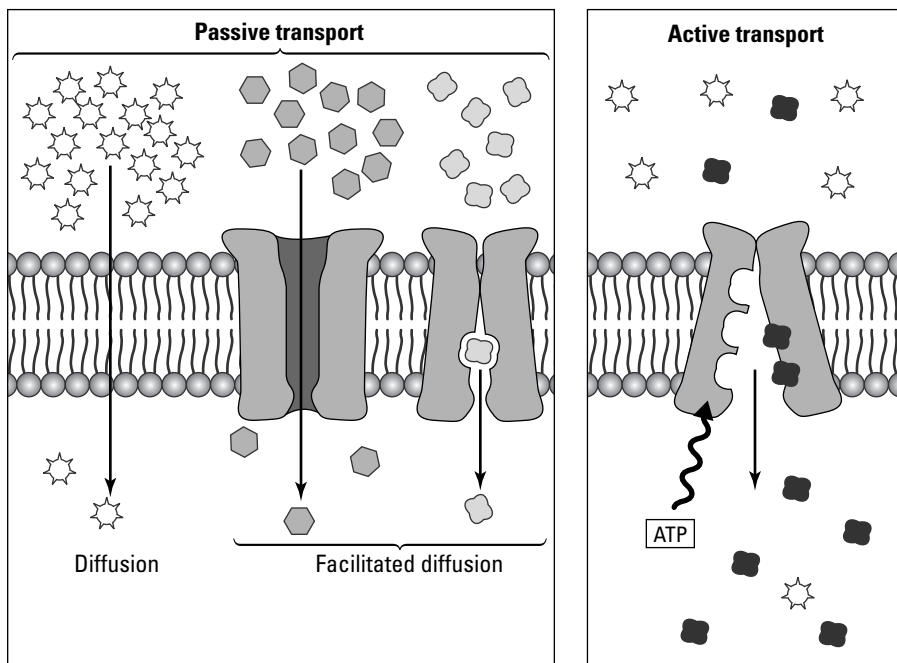 Passive transport
Active transport
ATP
Diffusion
Facilitated diffusion